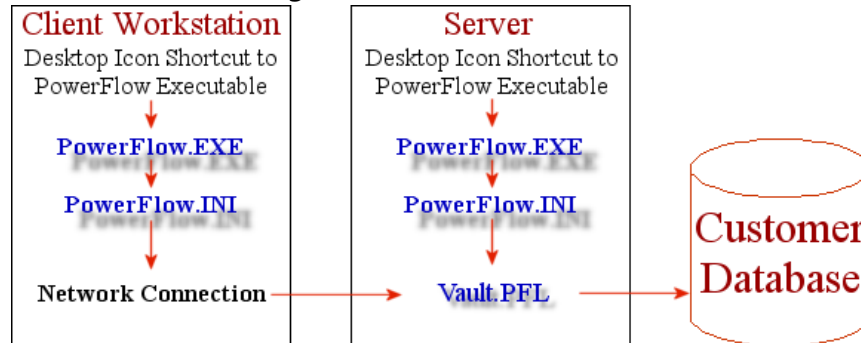 Client Workstation
Desktop Icon Shortcut to
PowerFlow Executable
PowerFlow.EXE
PowerFlow.INI
Network Connection
Server
Desktop Icon Shortcut to
PowerFlow Executable
PowerFlow.EXE
PowerFlow.INI
Vault.PFL
Customer
Database